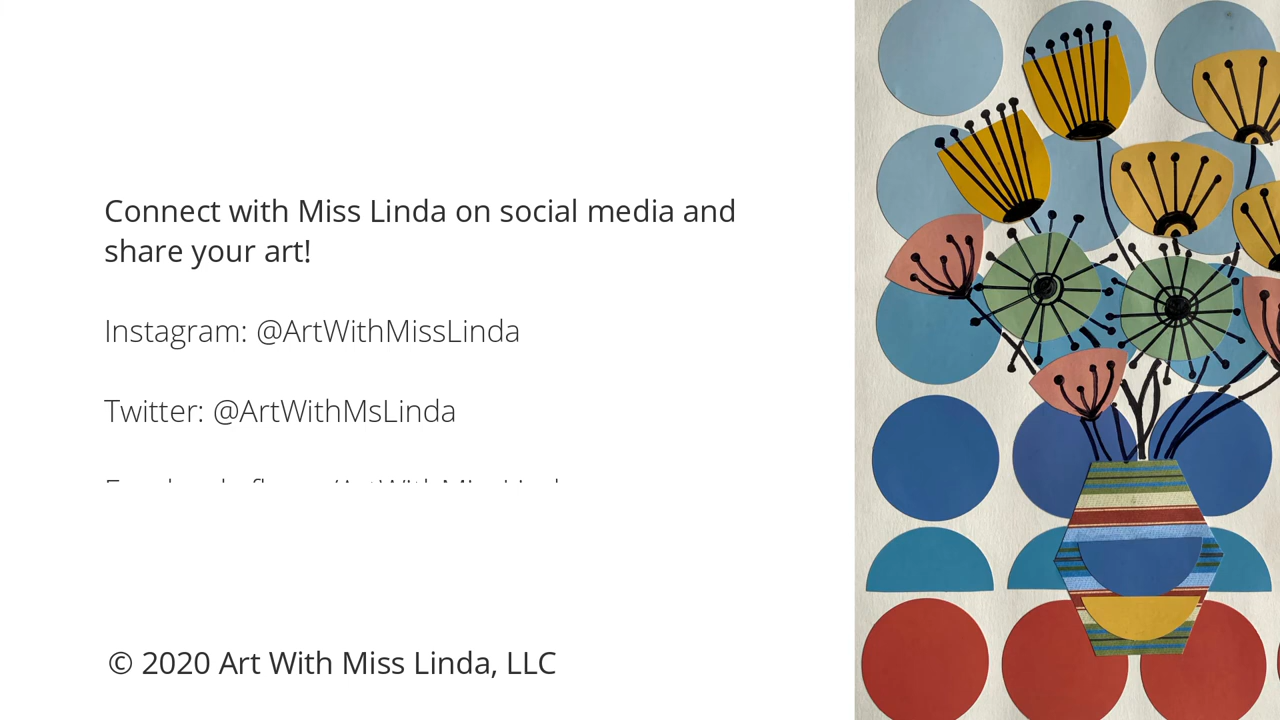 Connect with Miss Linda on social media and
share your art!
Instagram: @ArtWithMissLinda
Twitter: @ArtWithMsLinda
© 2020 Art With Miss Linda, LLC